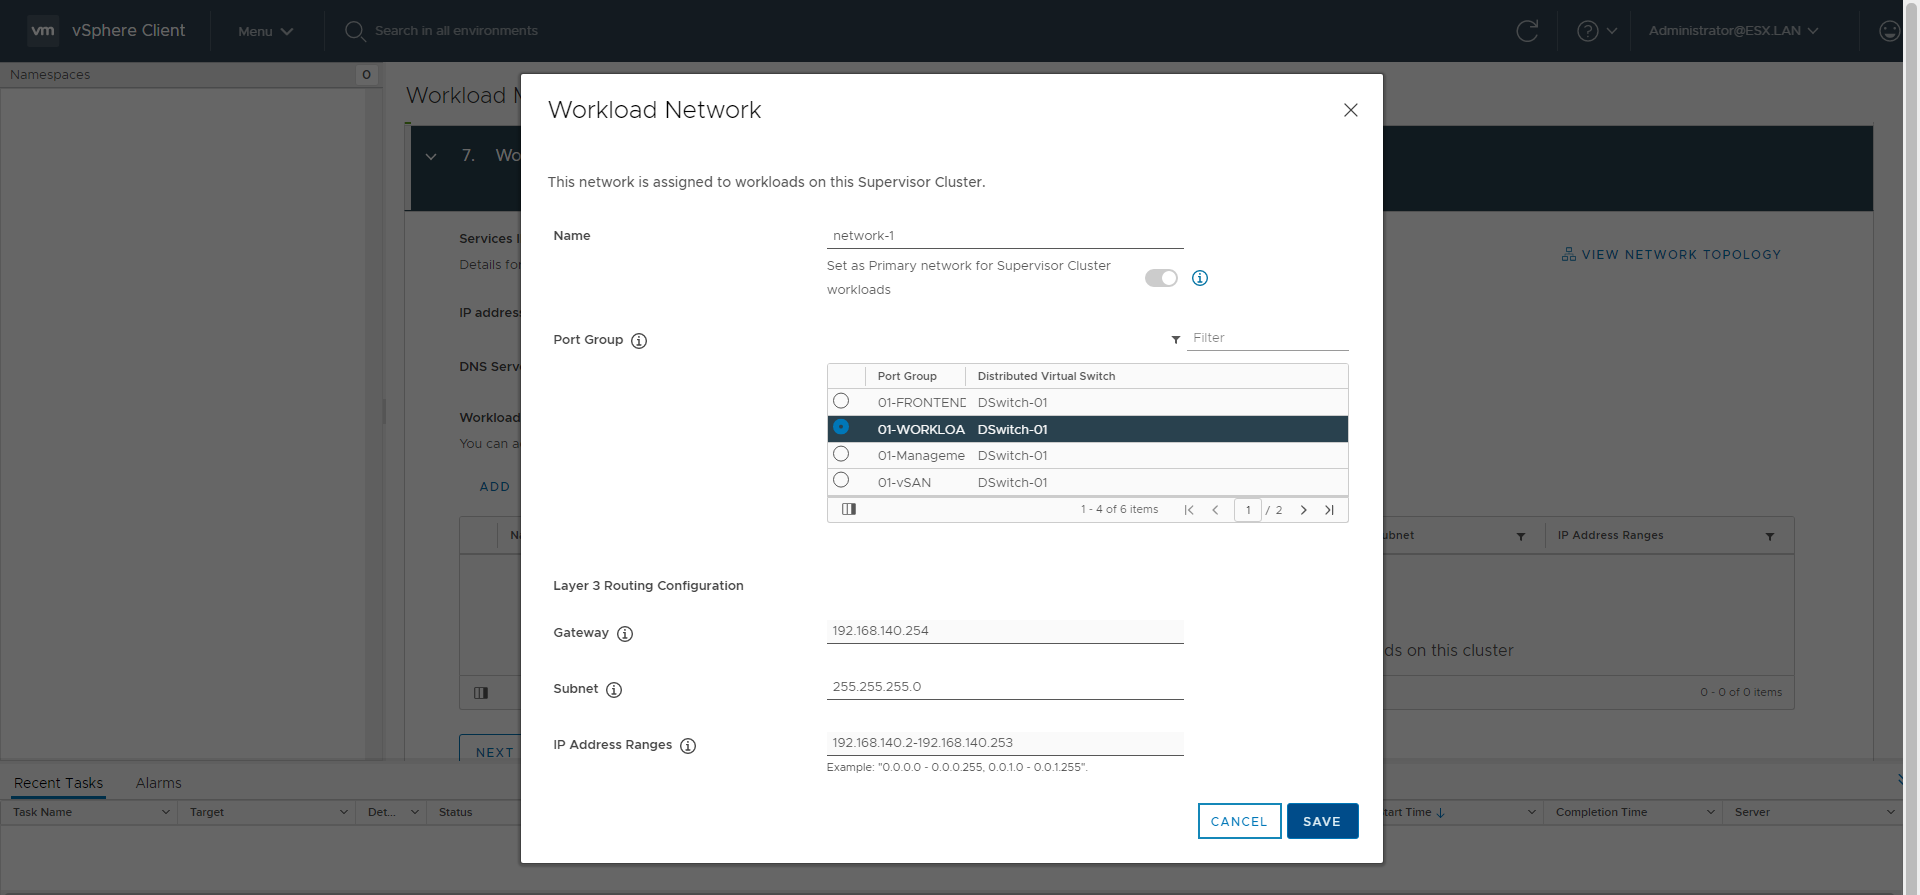 vm vSphere Client
Menu
Search in all environments
Administrator@ESX.LAN
Namespaces
0
Workload
7. Wo
Services
Details for
VIEW NETWORK TOPOLOGY
IP address
DNS Serv
Workload
You can a
ADD
ubnet
IP Address Ranges
ds on this cluster
0 - 0 of 0 items
NEXT
Workload Network
This network is assigned to workloads on this Supervisor Cluster.
Name
network-1
Set as Primary network for Supervisor Cluster
workloads
Port Group
Filter
Port Group Distributed Virtual Switch
01-FRONTEND DSwitch-01
01-WORKLOA DSwitch-01
01-Manageme DSwitch-01
01-vSAN DSwitch-01
1 - 4 of 6 items
1 / 2
Layer 3 Routing Configuration
Gateway
192.168.140.254
Subnet
255.255.255.0
IP Address Ranges
192.168.140.2-192.168.140.253
Example: "0.0.0.0 - 0.0.0.255, 0.0.1.0 - 0.0.1.255".
CANCEL
SAVE
Recent Tasks Alarms
Task Name Target Det... Status tart Time Completion Time Server